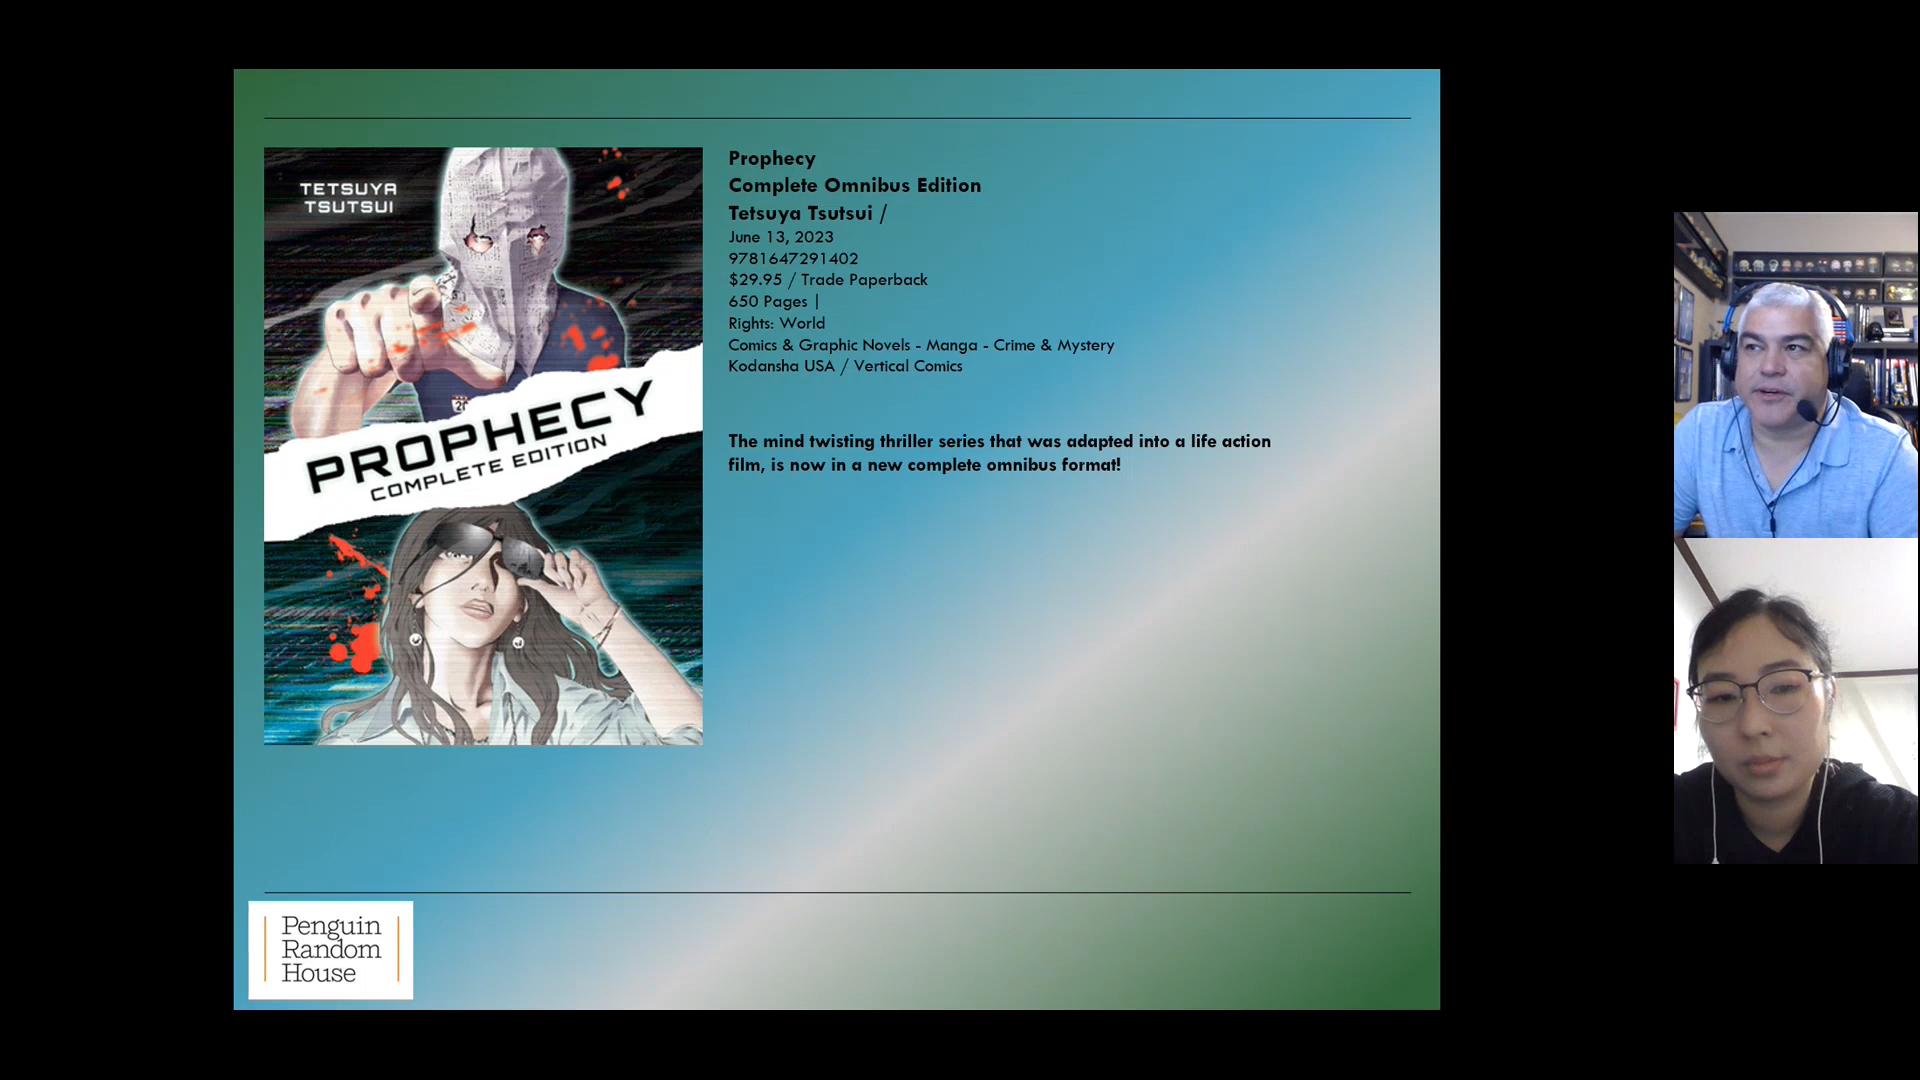 TETSUYA
TSUTSUI
PROPHECY
COMPLETE EDITION
Prophecy
Complete Omnibus Edition
Tetsuya Tsutsui /
June 13, 2023
9781647291402
$29.95 / Trade Paperback
650 Pages |
Rights: World
Comics & Graphic Novels - Manga - Crime & Mystery
Kodansha USA / Vertical Comics
The mind twisting thriller series that was adapted into a life action
film, is now in a new complete omnibus format!
Penguin
Random
House